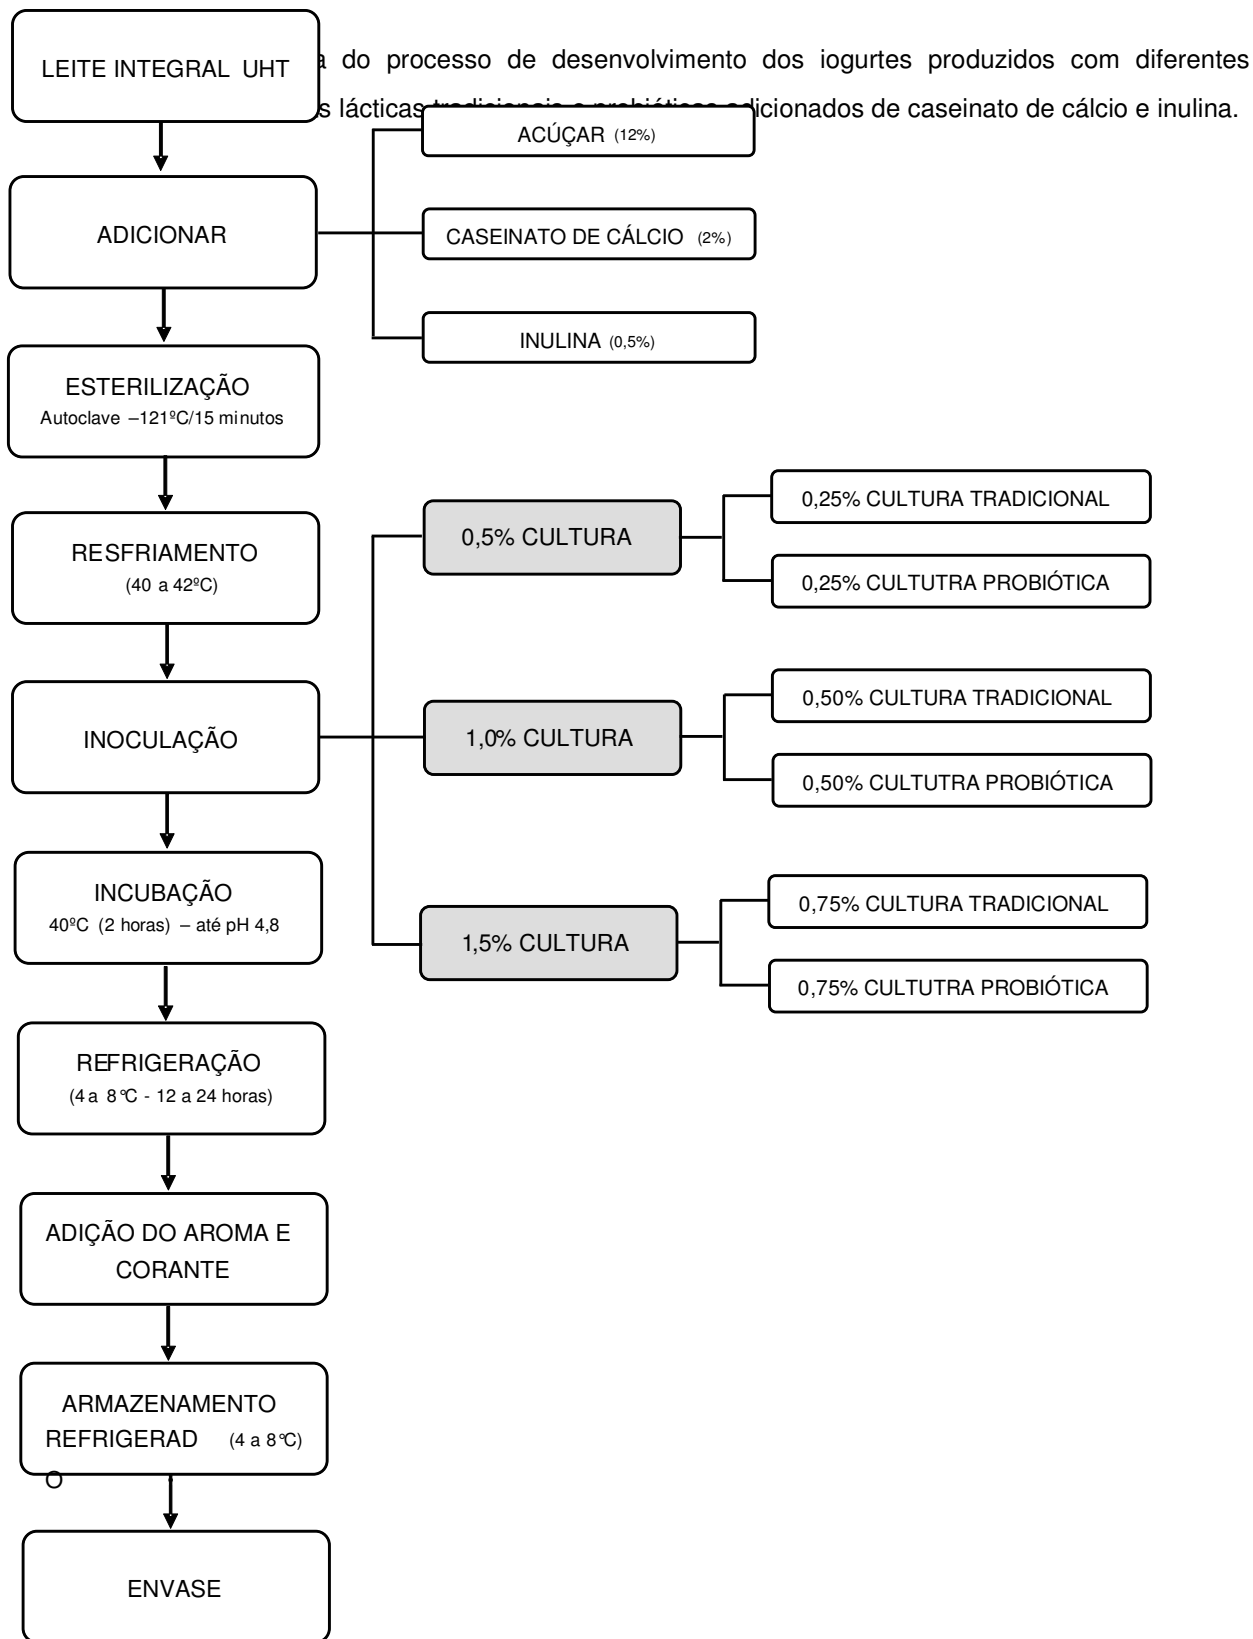 LEITE INTEGRAL UHT
do processo de desenvolvimento dos iogurtes produzidos com diferentes
lácticas tradicionais e probióticas adicionados de caseinato de cálcio e inulina.
ACÚÇAR (12%)
ADICIONAR
CASEINATO DE CÁLCIO (2%)
INULINA (0,5%)
ESTERILIZAÇÃO
Autoclave –121ºC/15 minutos
RESFRIAMENTO
(40 a 42ºC)
0,5% CULTURA
0,25% CULTURA TRADICIONAL
0,25% CULTUTRA PROBIÓTICA
INOCULAÇÃO
1,0% CULTURA
0,50% CULTURA TRADICIONAL
0,50% CULTUTRA PROBIÓTICA
INCUBAÇÃO
40ºC (2 horas) – até pH 4,8
1,5% CULTURA
0,75% CULTURA TRADICIONAL
0,75% CULTUTRA PROBIÓTICA
REFRIGERAÇÃO
(4 a 8°C - 12 a 24 horas)
ADIÇÃO DO AROMA E
CORANTE
ARMAZENAMENTO
REFRIGERAD (4 a 8°C)
O
ENVASE